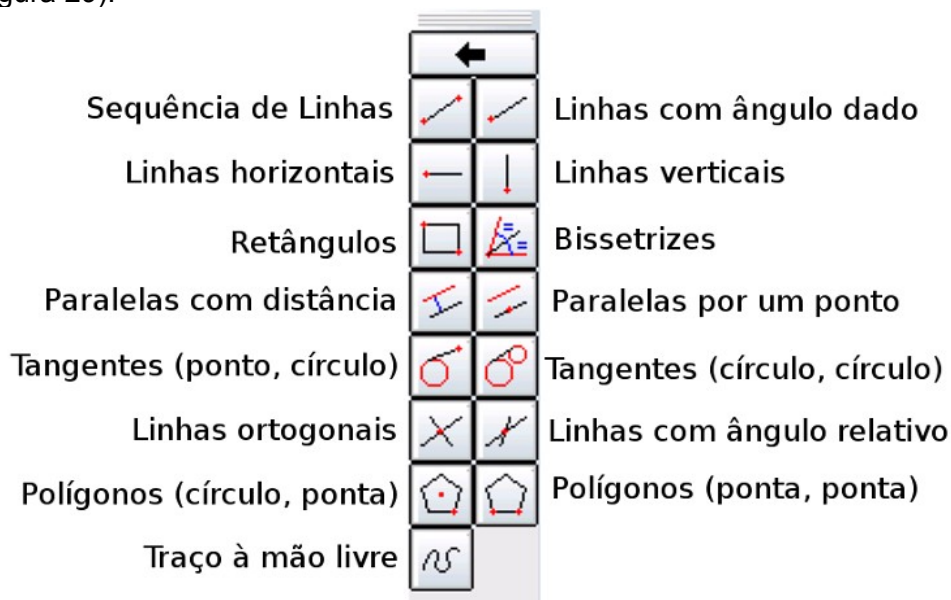 Sequência de Linhas
Linhas com ângulo dado
Linhas horizontais
Linhas verticais
Retângulos
Bissetrizes
Paralelas com distância
Paralelas por um ponto
Tangentes (ponto, círculo)
Tangentes (círculo, círculo)
Linhas ortogonais
Linhas com ângulo relativo
Polígonos (círculo, ponta)
Polígonos (ponta, ponta)
Traço à mão livre